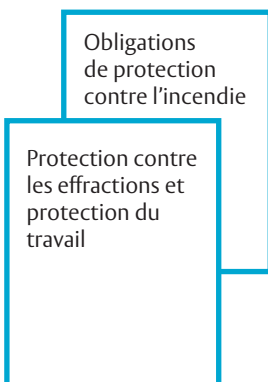 Obligations
de protection
contre l’incendie
Protection contre
les effractions et
protection du
travail